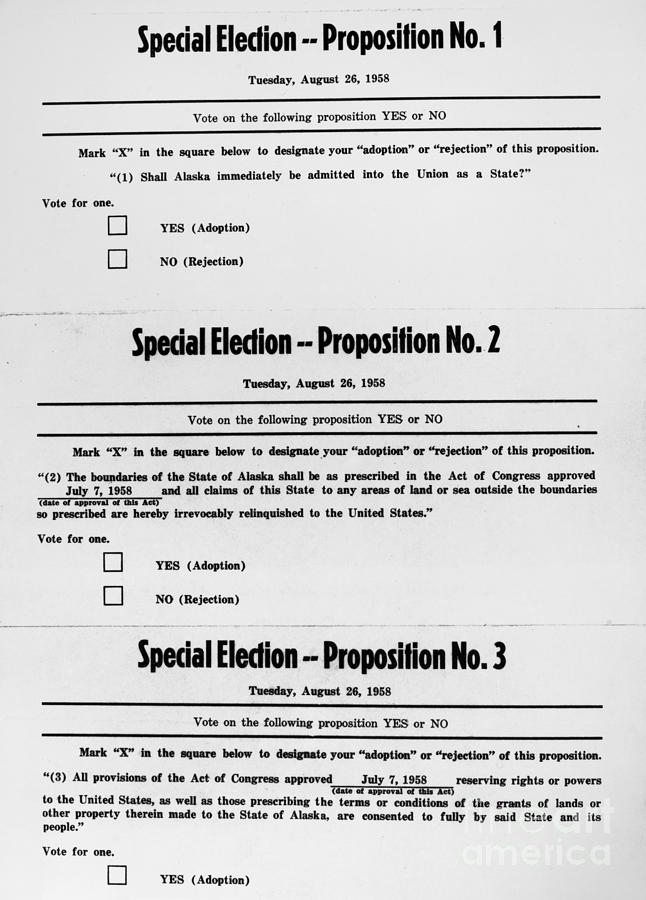 Special Election -- Proposition No. 1
Tuesday, August 26, 1958
Vote on the following proposition YES or NO
Mark “X” in the square below to designate your “adoption” or “rejection” of this proposition.
“(1) Shall Alaska immediately be admitted into the Union as a State?”
Vote for one.
YES (Adoption)
NO (Rejection)
Special Election -- Proposition No. 2
Tuesday, August 26, 1958
Vote on the following proposition YES or NO
Mark “X” in the square below to designate your “adoption” or “rejection” of this proposition.
“(2) The boundaries of the State of Alaska shall be as prescribed in the Act of Congress approved
July 7, 1958 and all claims of this State to any areas of land or sea outside the boundaries
(date of approval of this Act)
so prescribed are hereby irrevocably relinquished to the United States.”
Vote for one.
YES (Adoption)
NO (Rejection)
Special Election -- Proposition No. 3
Tuesday, August 26, 1958
Vote on the following proposition YES or NO
Mark “X” in the square below to designate your “adoption” or “rejection” of this proposition.
“(3) All provisions of the Act of Congress approved July 7, 1958 reserving rights or powers
(date of approval of this Act)
to the United States, as well as those prescribing the terms or conditions of the grants of lands or
other property therein made to the State of Alaska, are consented to fully by said State and its
people.”
Vote for one.
YES (Adoption)
fine art
america